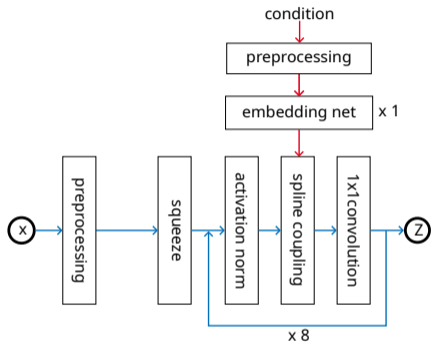 condition
preprocessing
embedding net
x 1
x
preprocessing
squeeze
activation norm
spline coupling
1x1convolution
Z
x 8